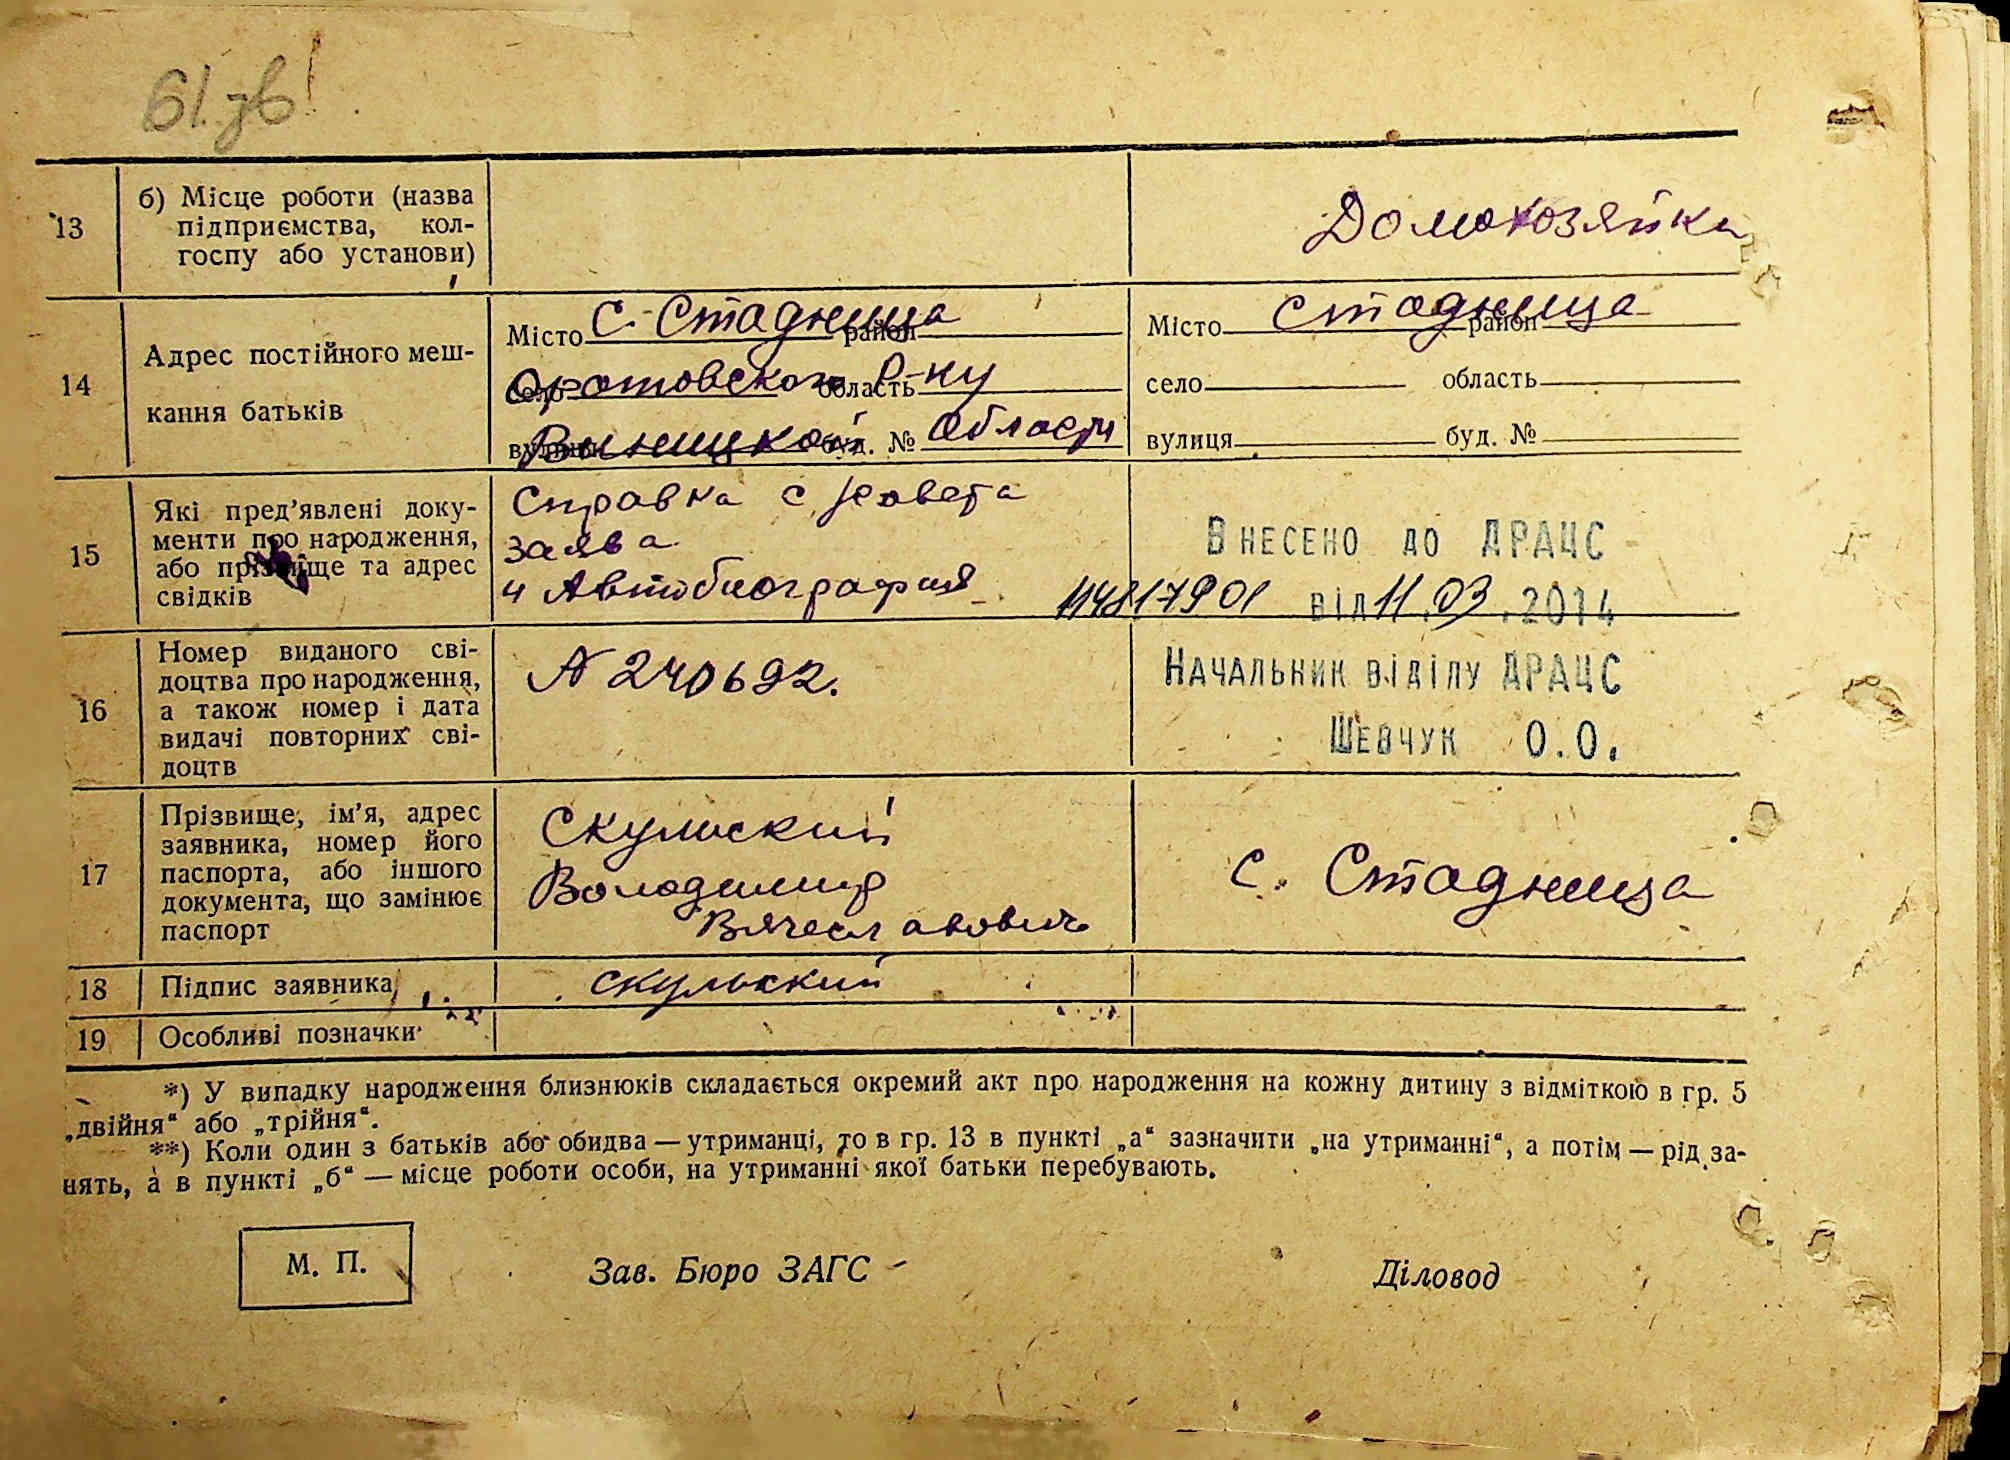 61 зв
13
б) Місце роботи (назва
підприємства, кол-
госпу або установи)
Домохозяйка
14
Адрес постійного меш-
кання батьків
Місто С. Стадница район
село Оратовского область Р-ну
вулиця Виницкой буд. № области
Місто Стадница район
село область
вулиця буд. №
15
Які пред’явлені доку-
менти про народження,
або прізвище та адрес
свідків
Справка с/совета
заява
и Автобиография
Внесено до ДРАЦС
від 11.03.2014
16
Номер виданого сві-
доцтва про народження,
а також номер і дата
видачі повторних сві-
доцтв
№ 240692.
Начальник відділу ДРАЦС
Шевчук О.О.
17
Прізвище, ім’я, адрес
заявника, номер його
паспорта, або іншого
документа, що замінює
паспорт
Скульский
Володимир
Вячеславович
С. Стадница
18
Підпис заявника
скульский
19
Особливі позначки
*) У випадку народження близнюків складається окремий акт про народження на кожну дитину з відміткою в гр. 5
„двійня“ або „трійня“.
**) Коли один з батьків або обидва — утриманці, то в гр. 13 в пункті „а“ зазначити „на утриманні“, а потім — рід за-
нять, а в пункті „б“ — місце роботи особи, на утриманні якої батьки перебувають.
М. П.
Зав. Бюро ЗАГС
Діловод